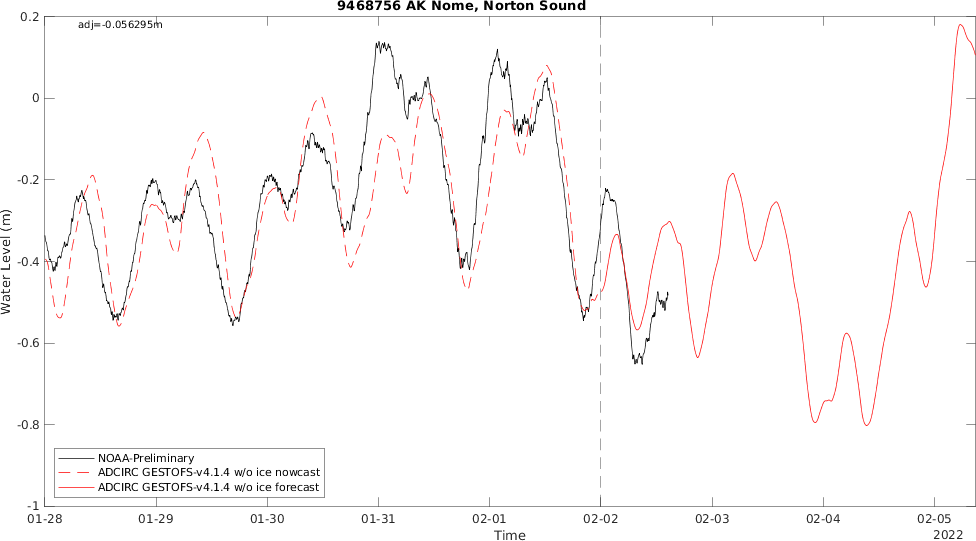 9468756 AK Nome, Norton Sound
adj=-0.056295m
0.2
0
-0.2
-0.4
-0.6
-0.8
-1
Water Level (m)
NOAA-Preliminary
ADCIRC GESTOFS-v4.1.4 w/o ice nowcast
ADCIRC GESTOFS-v4.1.4 w/o ice forecast
01-28 01-29 01-30 01-31 02-01 02-02 02-03 02-04 02-05
Time
2022